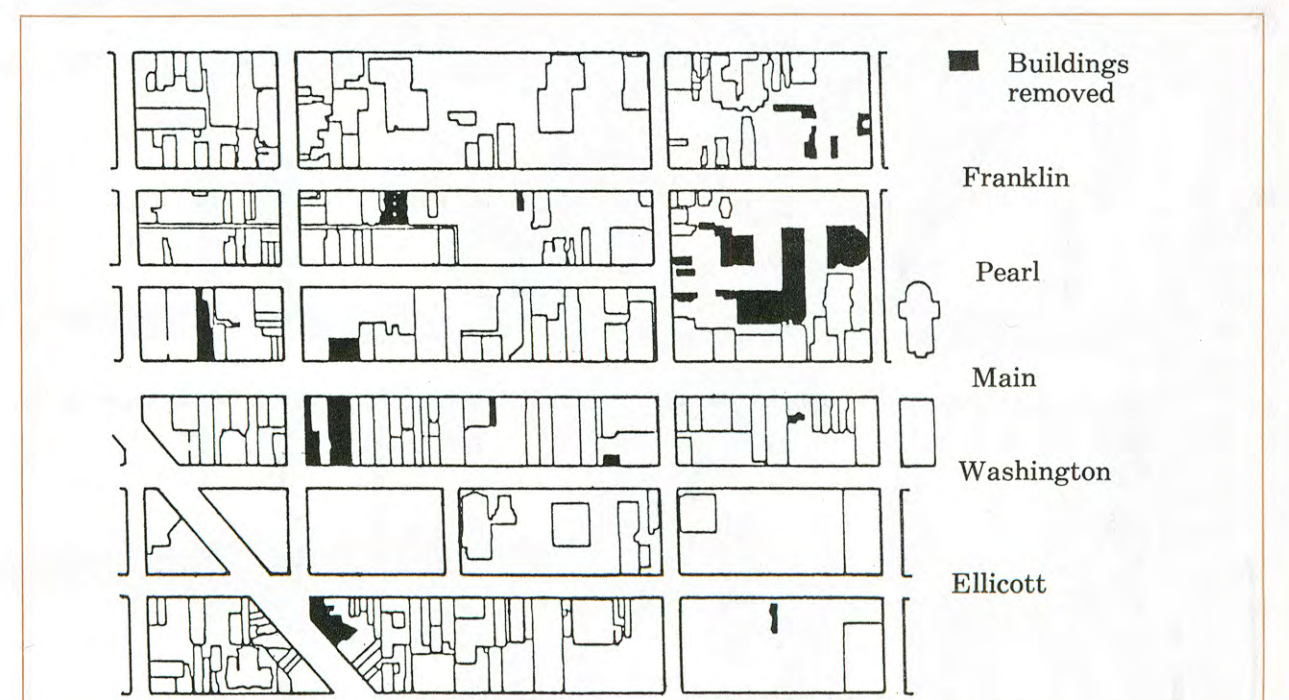 Buildings
removed
Franklin
Pearl
Main
Washington
Ellicott